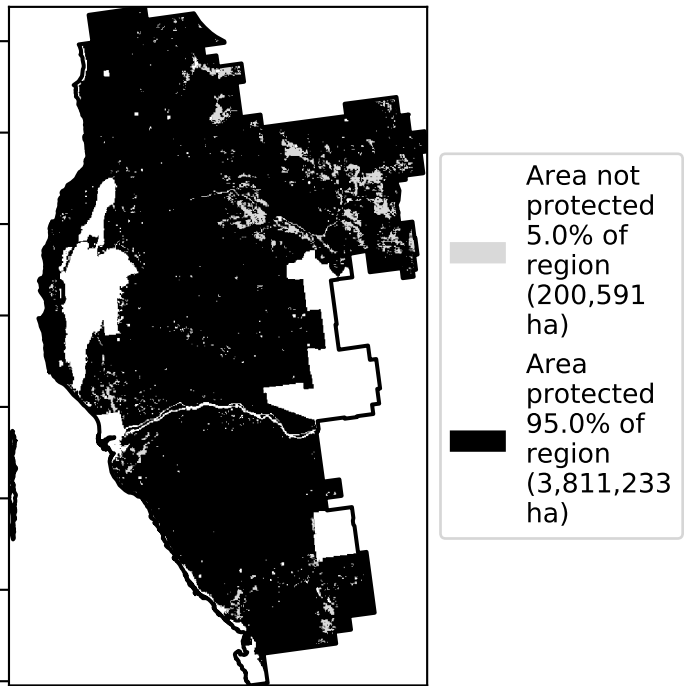 Area not
protected
5.0% of
region
(200,591
ha)
Area
protected
95.0% of
region
(3,811,233
ha)